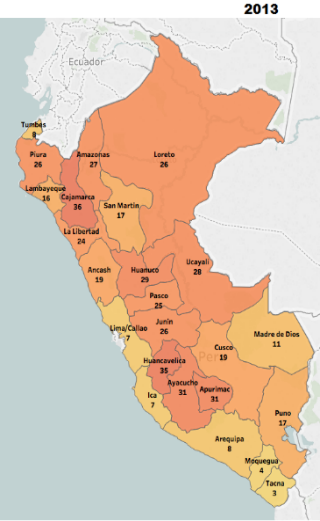 2013
Ecuador
Tumbes
8
Piura
26
Amazonas
27
Loreto
26
Lambayeque
16
Cajamarca
36
San Martin
17
La Libertad
24
Ucayali
28
Ancash
19
Huanuco
29
Pasco
25
Lima/Callao
7
Junin
26
Madre de Dios
11
Cusco
19
Huancavelica
35
Ayacucho
31
Apurimac
31
Ica
7
Puno
17
Arequipa
8
Moquegua
4
Tacna
3